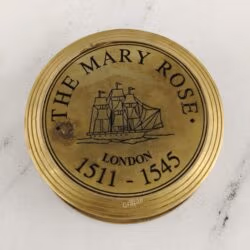 · THE MARY ROSE ·
LONDON
1511 - 1545